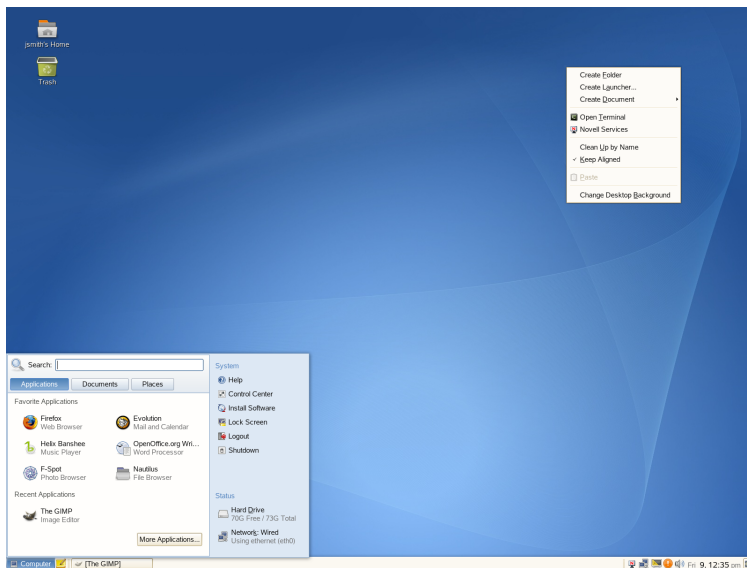 jsmith's Home
Trash
Create Folder
Create Launcher...
Create Document
Open Terminal
Novell Services
Clean Up by Name
Keep Aligned
Paste
Change Desktop Background
Search:
Applications Documents Places
Favorite Applications
Firefox
Web Browser
Evolution
Mail and Calendar
Helix Banshee
Music Player
OpenOffice.org Wri...
Word Processor
F-Spot
Photo Browser
Nautilus
File Browser
Recent Applications
The GIMP
Image Editor
More Applications...
System
Help
Control Center
Install Software
Lock Screen
Logout
Shutdown
Status
Hard Drive
70G Free / 73G Total
Network: Wired
Using ethernet (eth0)
Computer [The GIMP] Fri 9, 12:35 pm